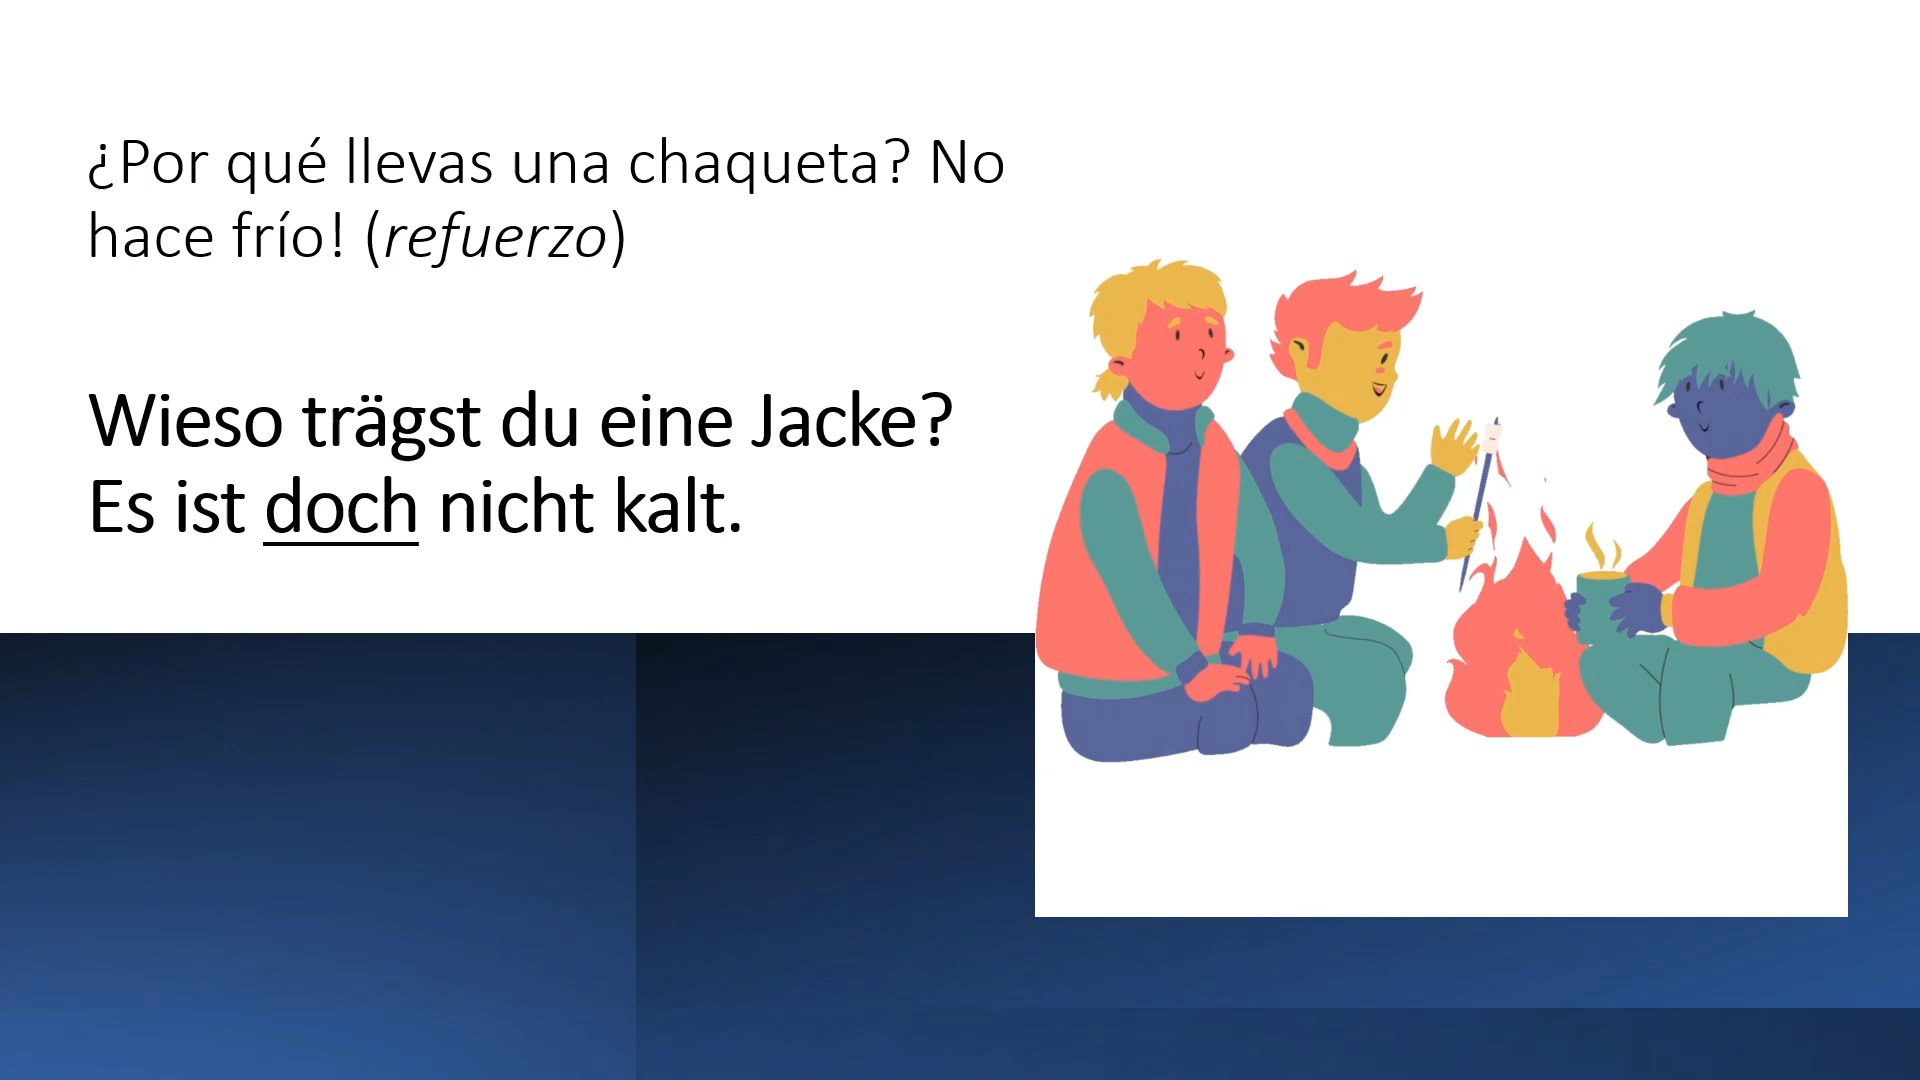 ¿Por qué llevas una chaqueta? No
hace frío! (refuerzo)
Wieso trägst du eine Jacke?
Es ist doch nicht kalt.